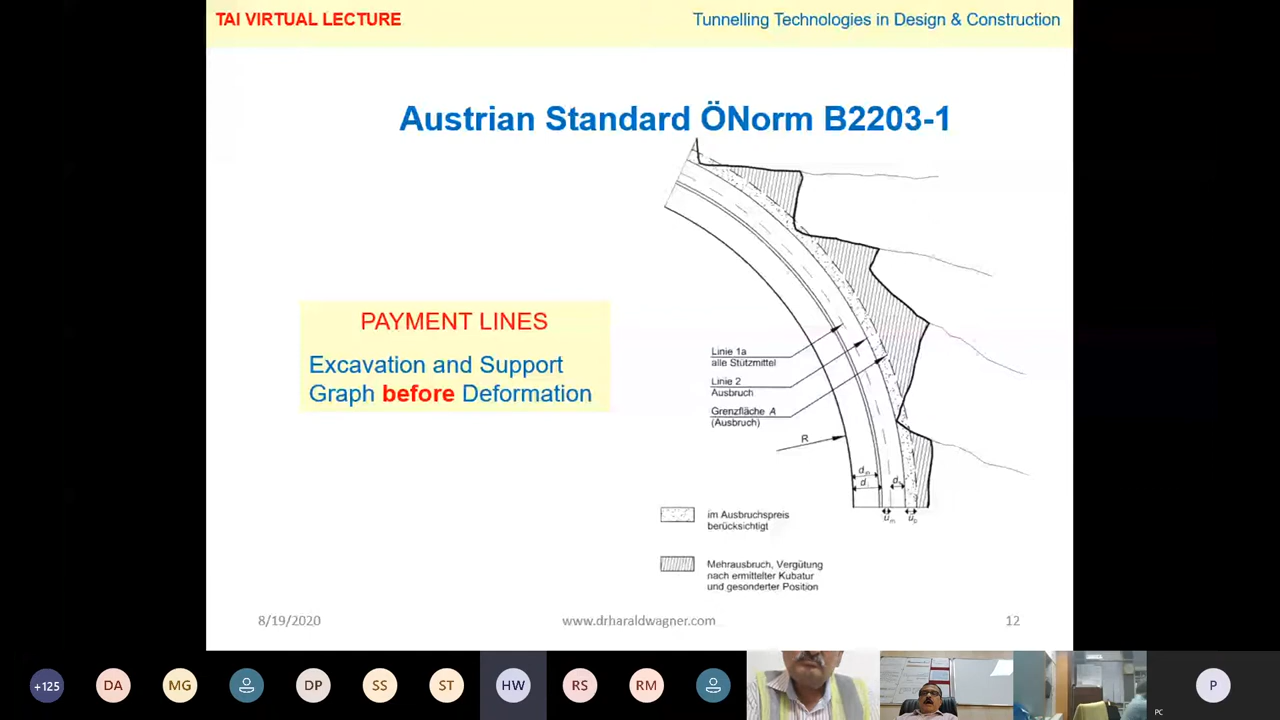 TAI VIRTUAL LECTURE
Tunnelling Technologies in Design & Construction
Austrian Standard ÖNorm B2203-1
PAYMENT LINES
Excavation and Support
Graph before Deformation
Linie 1a
alle Stützmittel
Linie 2
Ausbruch
Grenzfläche A
(Ausbruch)
R
im Ausbruchspreis
berücksichtigt
Mehrausbruch, Vergütung
nach ermittelter Kubatur
und gesonderter Position
8/19/2020
www.drharaldwagner.com
12
+125
DA
MG
DP
SS
ST
HW
RS
RM
P
PC